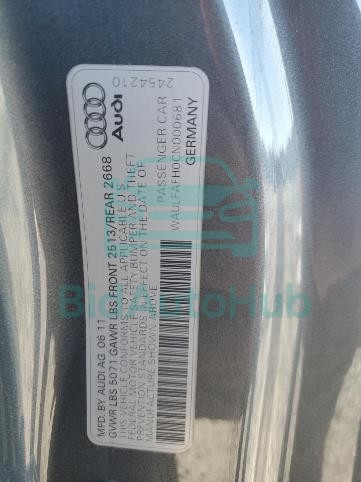 2454210
Audi
MFD. BY AUDI AG 06 11
GVWR LBS 5071 GAWR LBS FRONT 2513/REAR 2668
THIS VEHICLE CONFORMS TO ALL APPLICABLE U.S.
FEDERAL MOTOR VEHICLE SAFETY BUMPER AND THEFT
PREVENTION STANDARDS IN EFFECT ON THE DATE OF
MANUFACTURE SHOWN ABOVE.
PASSENGER CAR
WAULFAFH0CN000681
GERMANY